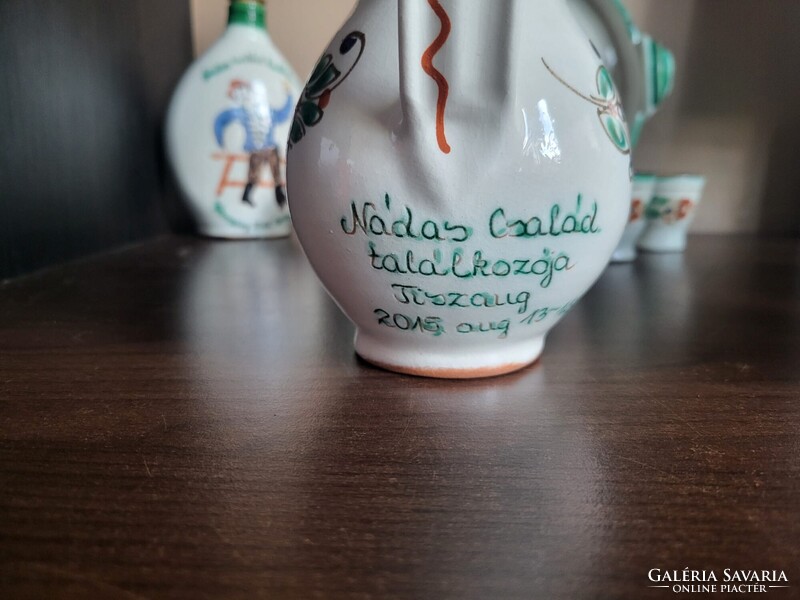 Nádas Család
találkozója
Tiszaug
2015 aug 13-
GALÉRIA SAVARIA
ONLINE PIACTÉR